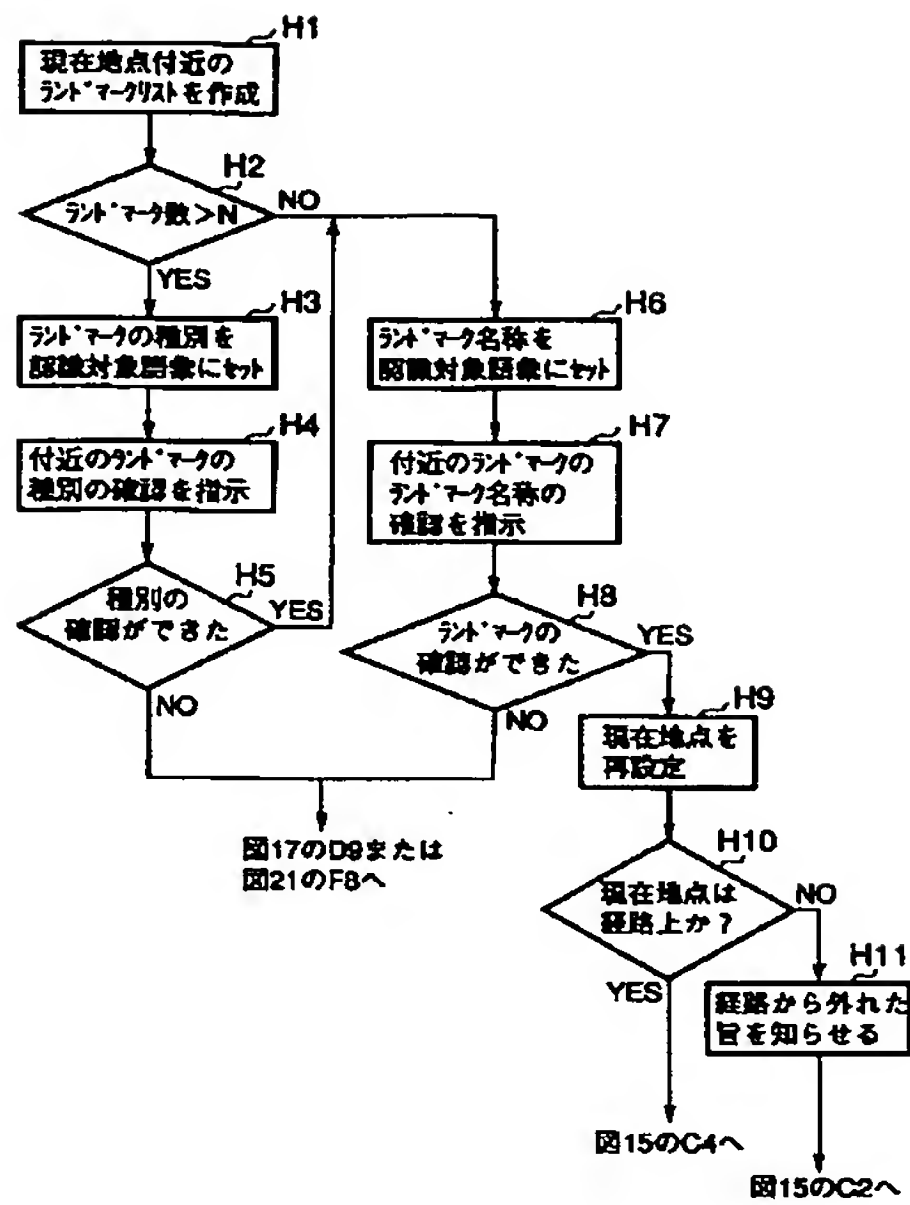 H1
現在地点付近の
ランドマークリストを作成
H2
ランドマーク数>N
NO
YES
H3
ランドマークの種別を
認識対象語彙にセット
H4
付近のランドマークの
種別の確認を指示
H5
種別の
確認ができた
YES
NO
H6
ランドマーク名称を
認識対象語彙にセット
H7
付近のランドマークの
ランドマーク名称の
確認を指示
H8
ランドマークの
確認ができた
YES
NO
図17のD9または
図21のF8へ
H9
現在地点を
再設定
H10
現在地点は
経路上か?
NO
YES
H11
経路から外れた
旨を知らせる
図15のC4へ
図15のC2へ